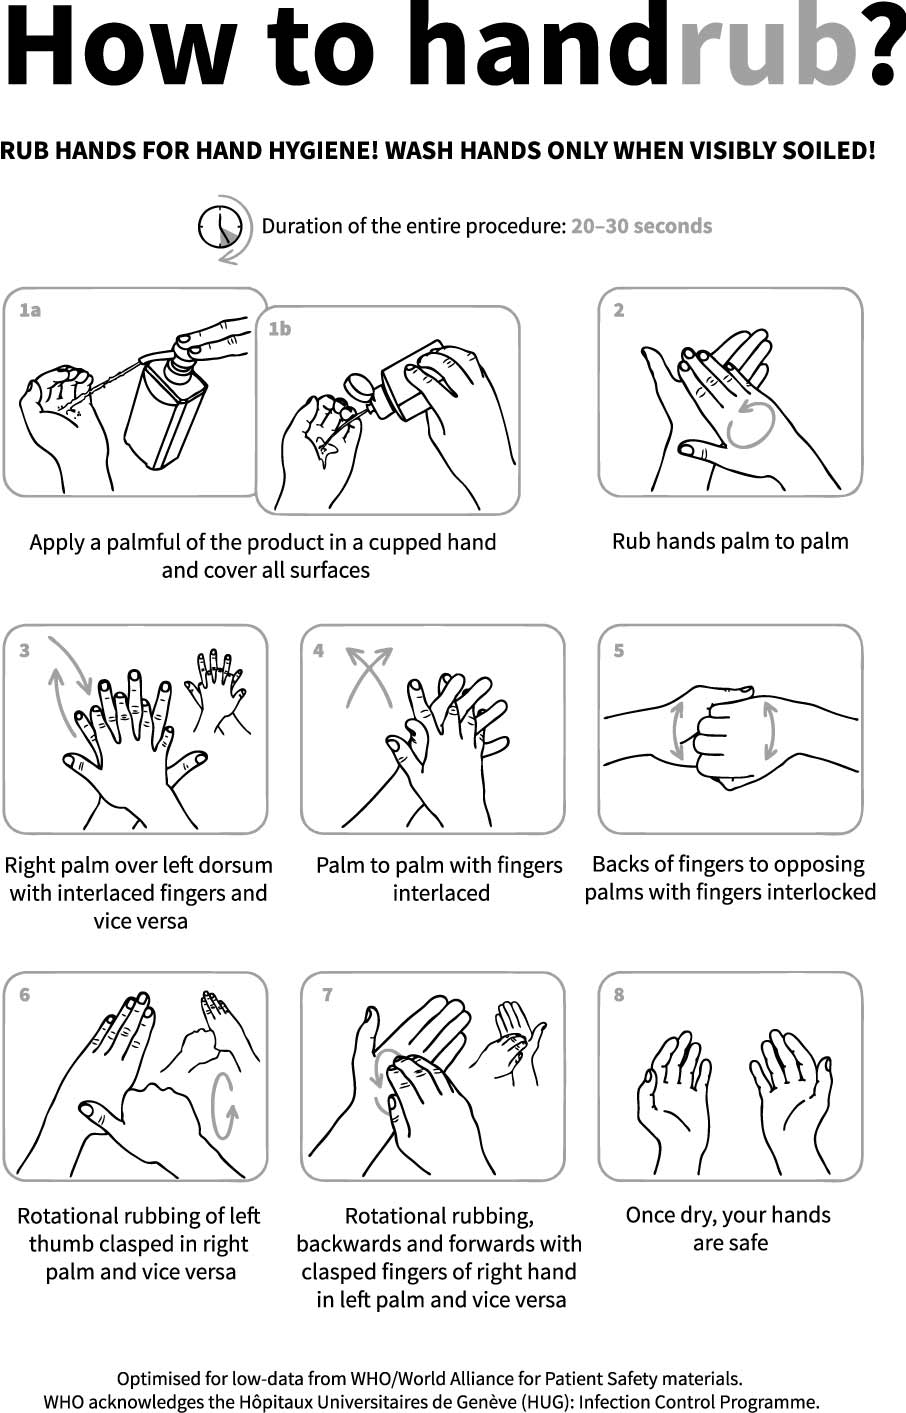 How to handrub?
RUB HANDS FOR HAND HYGIENE! WASH HANDS ONLY WHEN VISIBLY SOILED!
Duration of the entire procedure: 20–30 seconds
1a
1b
Apply a palmful of the product in a cupped hand
and cover all surfaces
2
Rub hands palm to palm
3
Right palm over left dorsum
with interlaced fingers and
vice versa
4
Palm to palm with fingers
interlaced
5
Backs of fingers to opposing
palms with fingers interlocked
6
Rotational rubbing of left
thumb clasped in right
palm and vice versa
7
Rotational rubbing,
backwards and forwards with
clasped fingers of right hand
in left palm and vice versa
8
Once dry, your hands
are safe
Optimised for low-data from WHO/World Alliance for Patient Safety materials.
WHO acknowledges the Hôpitaux Universitaires de Genève (HUG): Infection Control Programme.